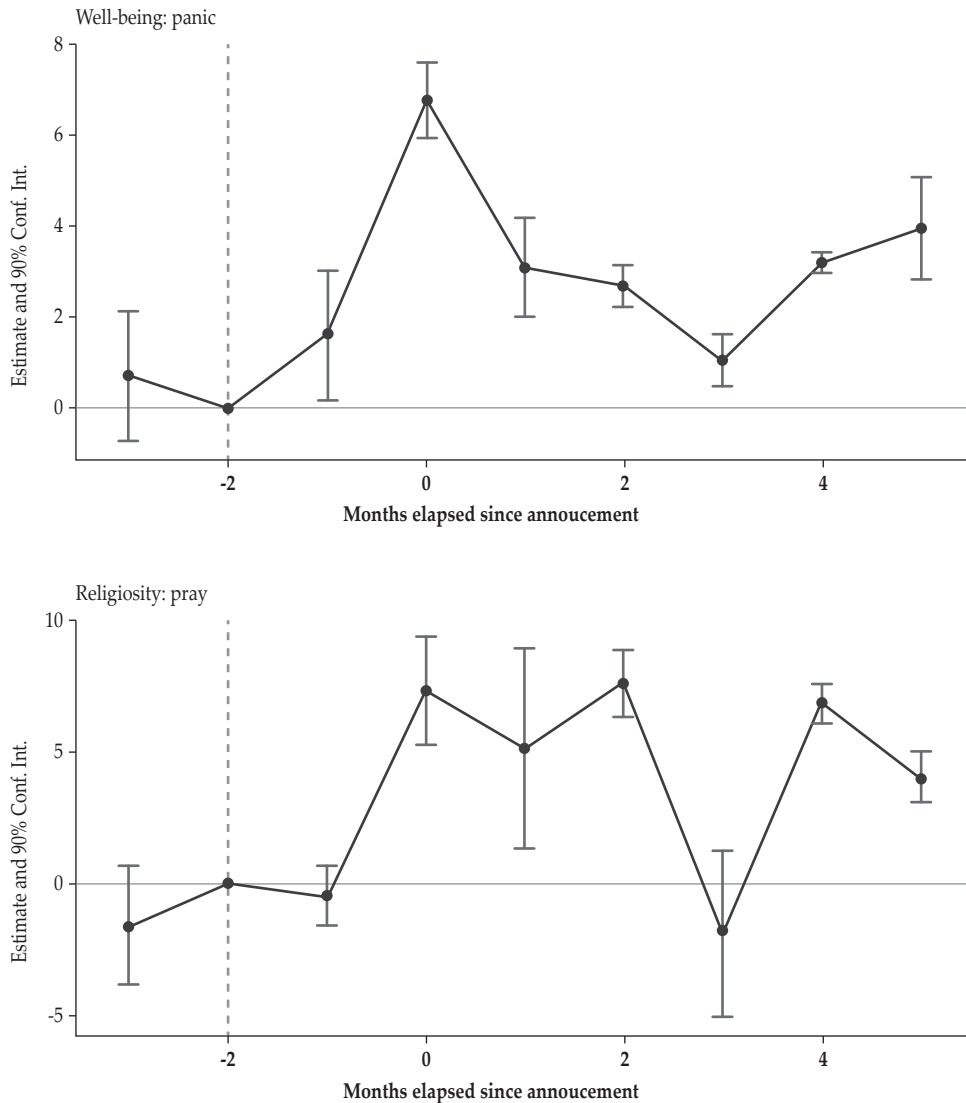 Well-being: panic
8
6
4
2
0
Estimate and 90% Conf. Int.
-2
0
2
4
Months elapsed since annoucement
Religiosity: pray
10
5
0
-5
Estimate and 90% Conf. Int.
-2
0
2
4
Months elapsed since annoucement